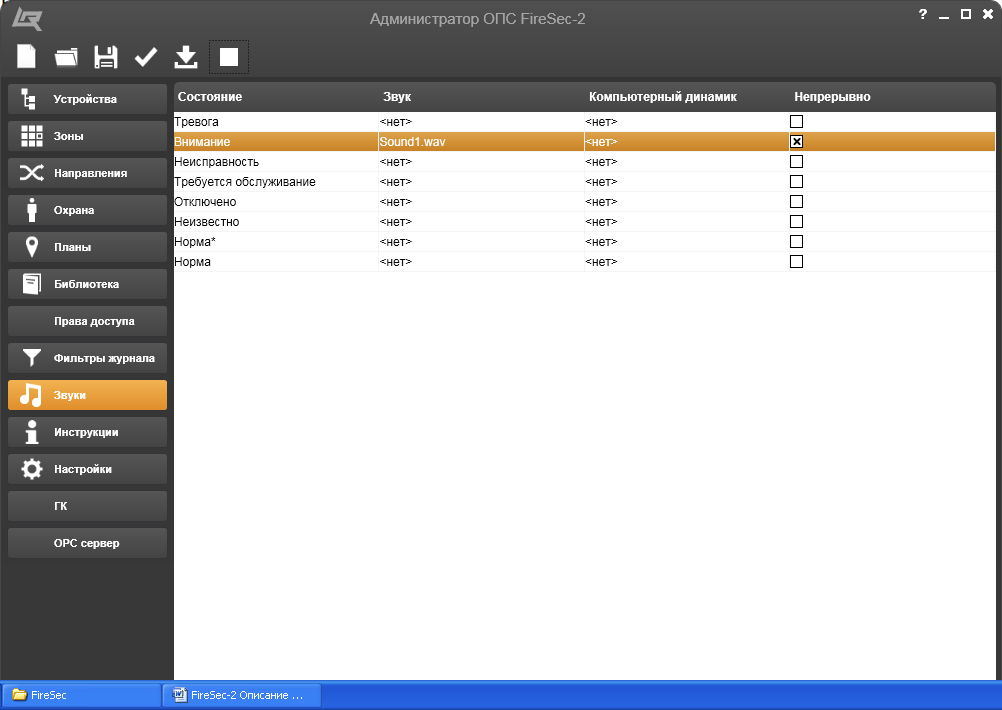 Администратор ОПС FireSec-2
?
Устройства
Зоны
Направления
Охрана
Планы
Библиотека
Права доступа
Фильтры журнала
Звуки
Инструкции
Настройки
ГК
ОРС сервер
Состояние Звук Компьютерный динамик Непрерывно
Тревога <нет> <нет>
Внимание Sound1.wav <нет>
Неисправность <нет> <нет>
Требуется обслуживание <нет> <нет>
Отключено <нет> <нет>
Неизвестно <нет> <нет>
Норма* <нет> <нет>
Норма <нет> <нет>
FireSec FireSec-2 Описание ...